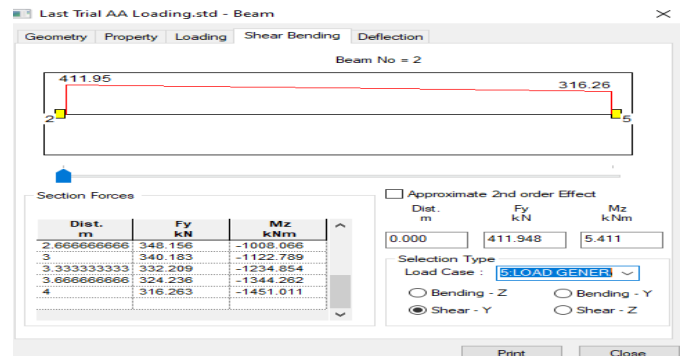 Last Trial AA Loading.std - Beam
Geometry Property Loading Shear Bending Deflection
Beam No = 2
411.95
316.26
2
5
Section Forces
Dist. m Fy kN Mz kNm
2.666666666 348.156 -1008.066
3 340.183 -1122.789
3.333333333 332.209 -1234.854
3.666666666 324.236 -1344.262
4 316.263 -1451.011
Approximate 2nd order Effect
Dist. m Fy kN Mz kNm
0.000 411.948 5.411
Selection Type
Load Case : 5:LOAD GENER
Bending - Z Bending - Y
Shear - Y Shear - Z
Print Close